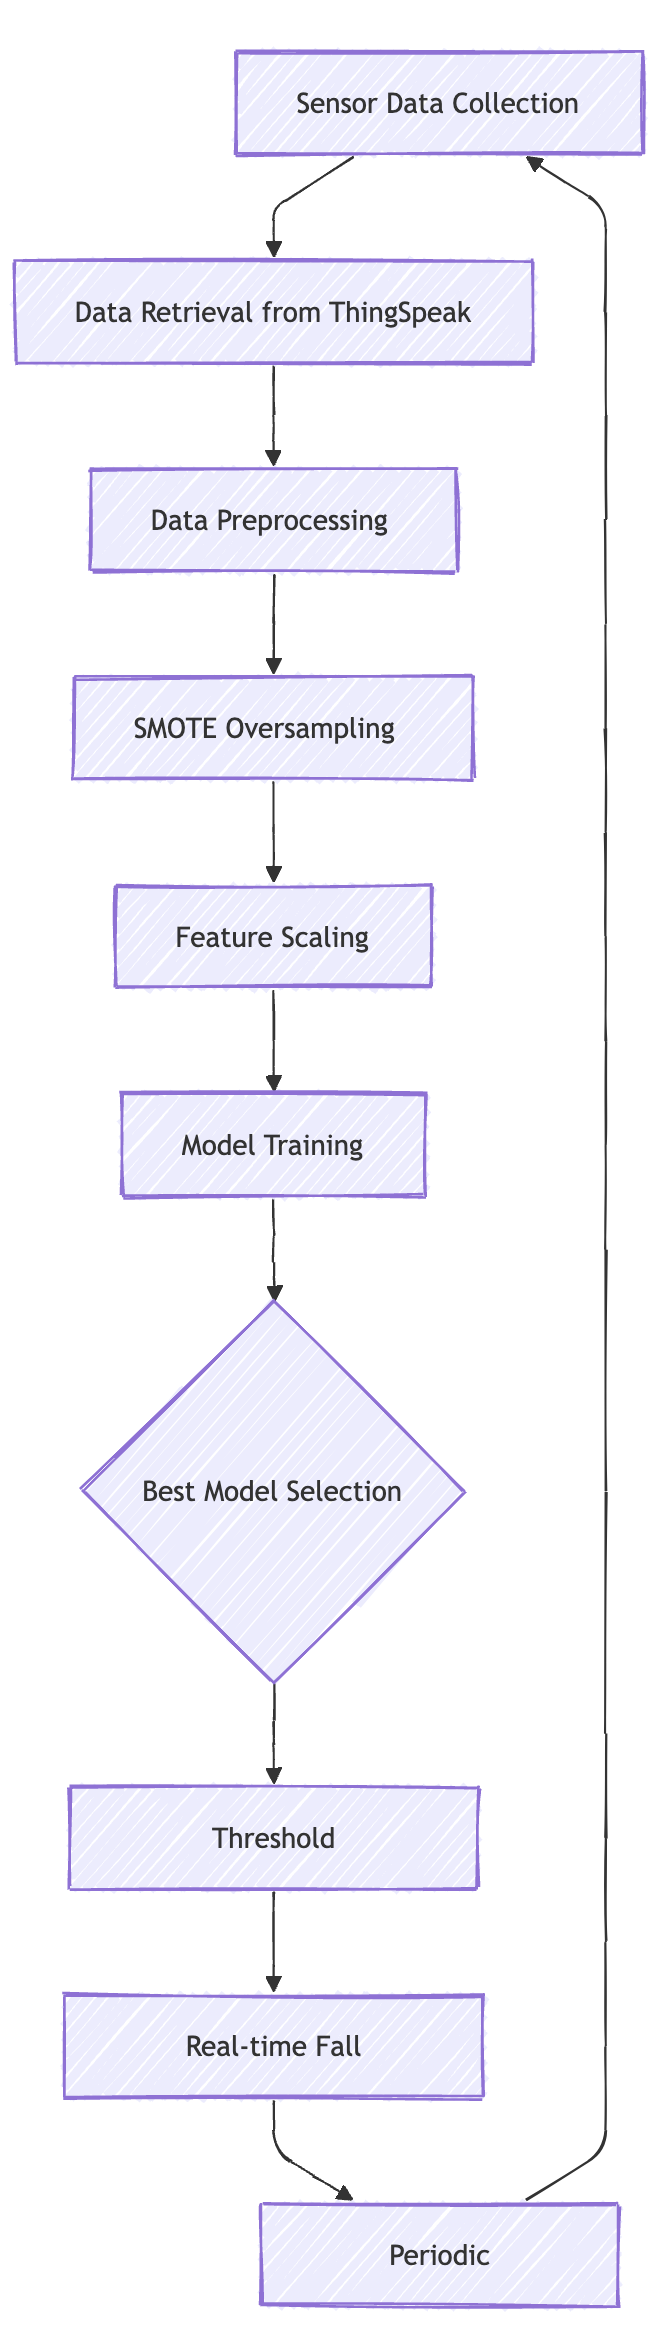 Sensor Data Collection
Data Retrieval from ThingSpeak
Data Preprocessing
SMOTE Oversampling
Feature Scaling
Model Training
Best Model Selection
Threshold
Real-time Fall
Periodic